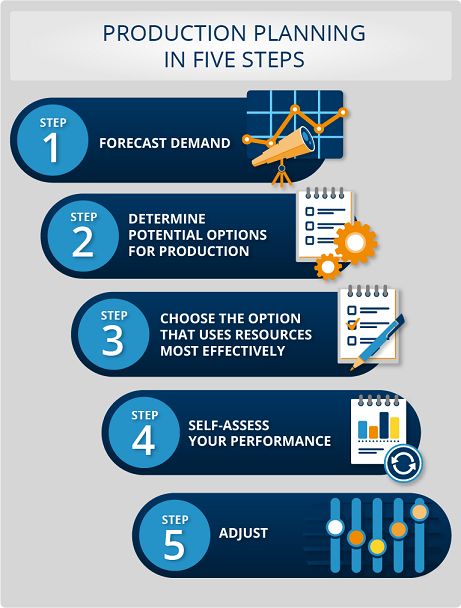 PRODUCTION PLANNING
IN FIVE STEPS
STEP
1
FORECAST DEMAND
STEP
2
DETERMINE
POTENTIAL OPTIONS
FOR PRODUCTION
STEP
3
CHOOSE THE OPTION
THAT USES RESOURCES
MOST EFFECTIVELY
STEP
4
SELF-ASSESS
YOUR PERFORMANCE
STEP
5
ADJUST